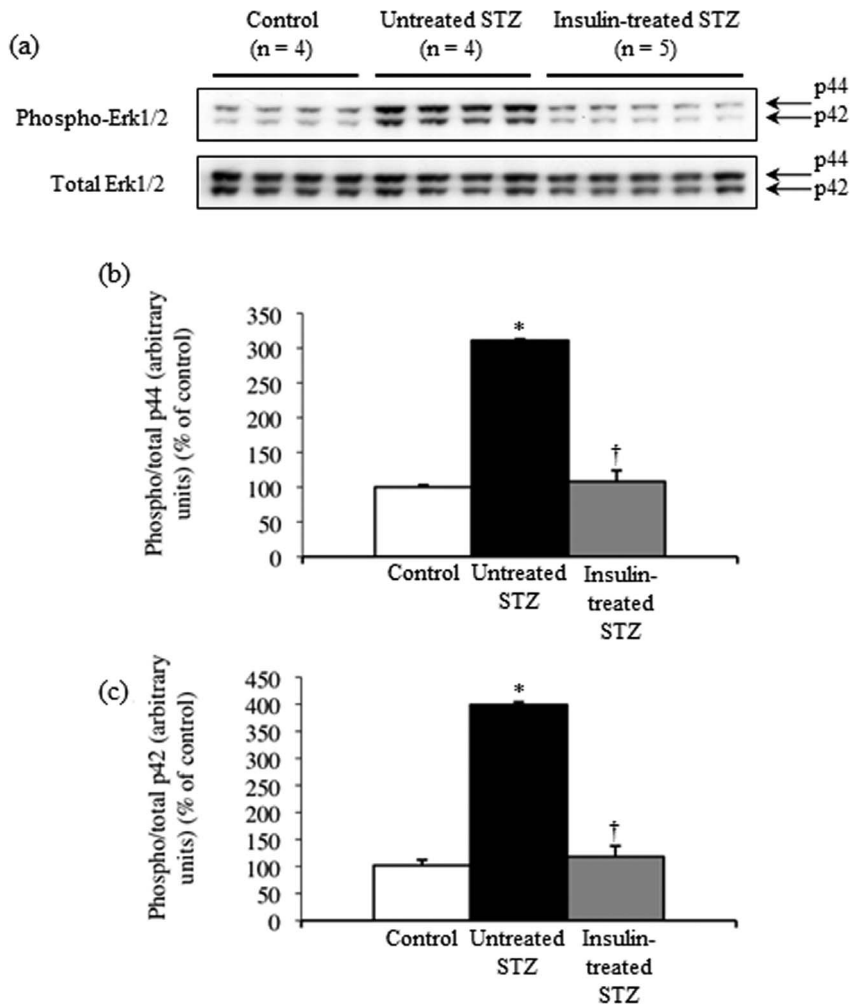 (a)
Control
(n = 4)
Untreated STZ
(n = 4)
Insulin-treated STZ
(n = 5)
Phospho-Erk1/2
p44
p42
Total Erk1/2
p44
p42
(b)
Phospho/total p44 (arbitrary
units) (% of control)
350
300
250
200
150
100
50
0
*
†
Control
Untreated
STZ
Insulin-
treated
STZ
(c)
Phospho/total p42 (arbitrary
units) (% of control)
450
400
350
300
250
200
150
100
50
0
*
†
Control
Untreated
STZ
Insulin-
treated
STZ